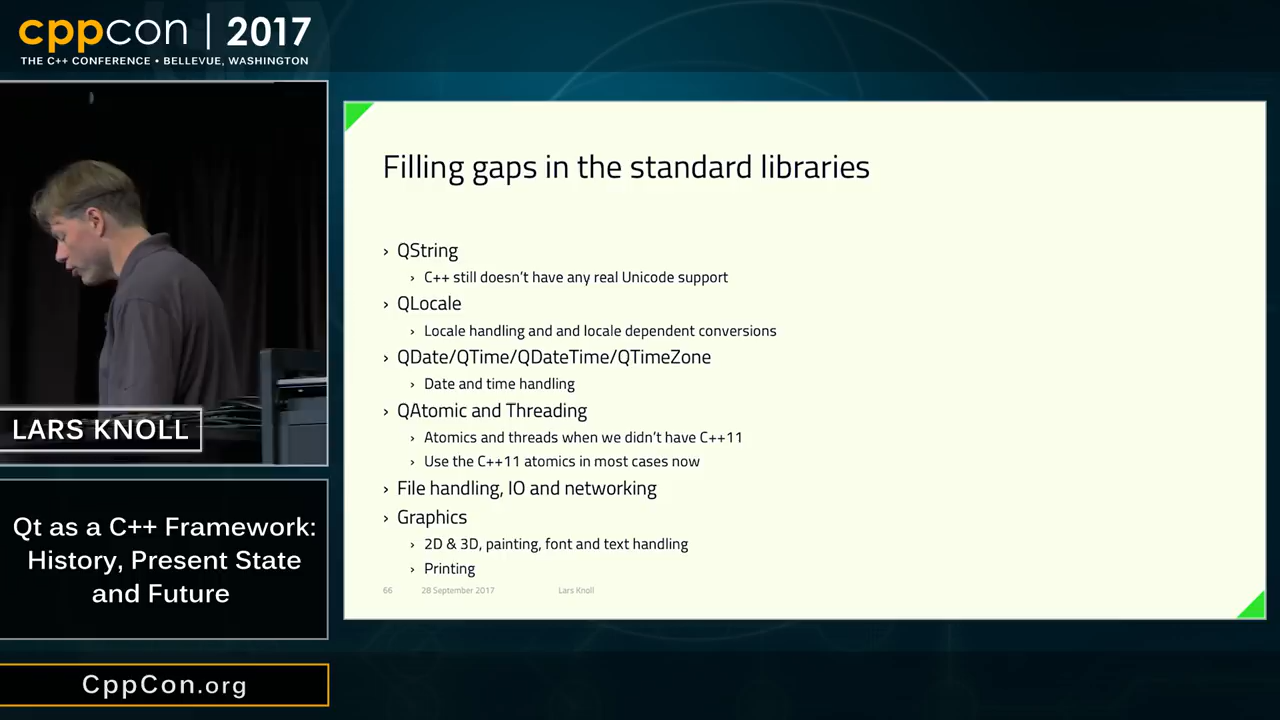 cppcon | 2017
THE C++ CONFERENCE • BELLEVUE, WASHINGTON
LARS KNOLL
Qt as a C++ Framework:
History, Present State
and Future
CppCon.org
Filling gaps in the standard libraries
› QString
› C++ still doesn't have any real Unicode support
› QLocale
› Locale handling and and locale dependent conversions
› QDate/QTime/QDateTime/QTimeZone
› Date and time handling
› QAtomic and Threading
› Atomics and threads when we didn't have C++11
› Use the C++11 atomics in most cases now
› File handling, IO and networking
› Graphics
› 2D & 3D, painting, font and text handling
› Printing
66 28 September 2017 Lars Knoll